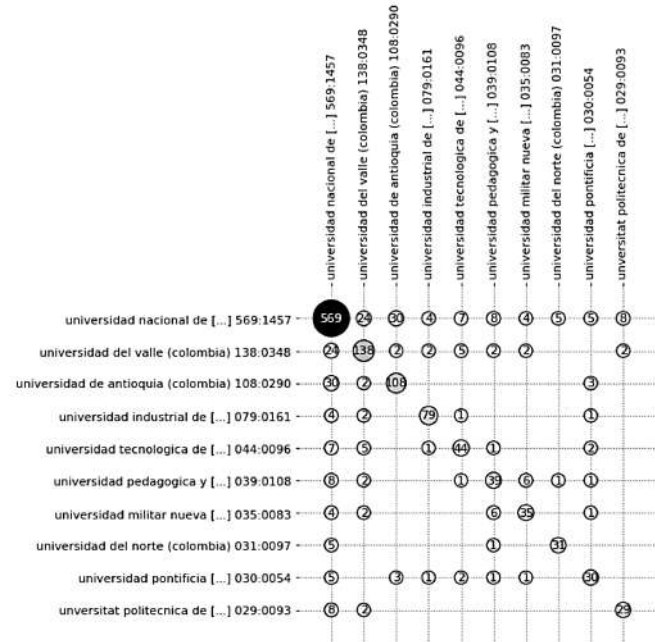 universidad nacional de [...] 569:1457
universidad del valle (colombia) 138:0348
universidad de antioquia (colombia) 108:0290
universidad industrial de [...] 079:0161
universidad tecnologica de [...] 044:0096
universidad pedagogica y [...] 039:0108
universidad militar nueva [...] 035:0083
universidad del norte (colombia) 031:0097
universidad pontificia [...] 030:0054
unversitat politecnica de [...] 029:0093
universidad nacional de [...] 569:1457 569 24 30 4 7 8 4 5 5 8
universidad del valle (colombia) 138:0348 24 138 2 2 5 2 2 2
universidad de antioquia (colombia) 108:0290 30 2 108 3
universidad industrial de [...] 079:0161 4 2 79 1 1
universidad tecnologica de [...] 044:0096 7 5 1 44 1 2
universidad pedagogica y [...] 039:0108 8 2 1 39 6 1 1
universidad militar nueva [...] 035:0083 4 2 6 35 1
universidad del norte (colombia) 031:0097 5 1 31
universidad pontificia [...] 030:0054 5 3 1 2 1 1 30
unversitat politecnica de [...] 029:0093 8 2 29